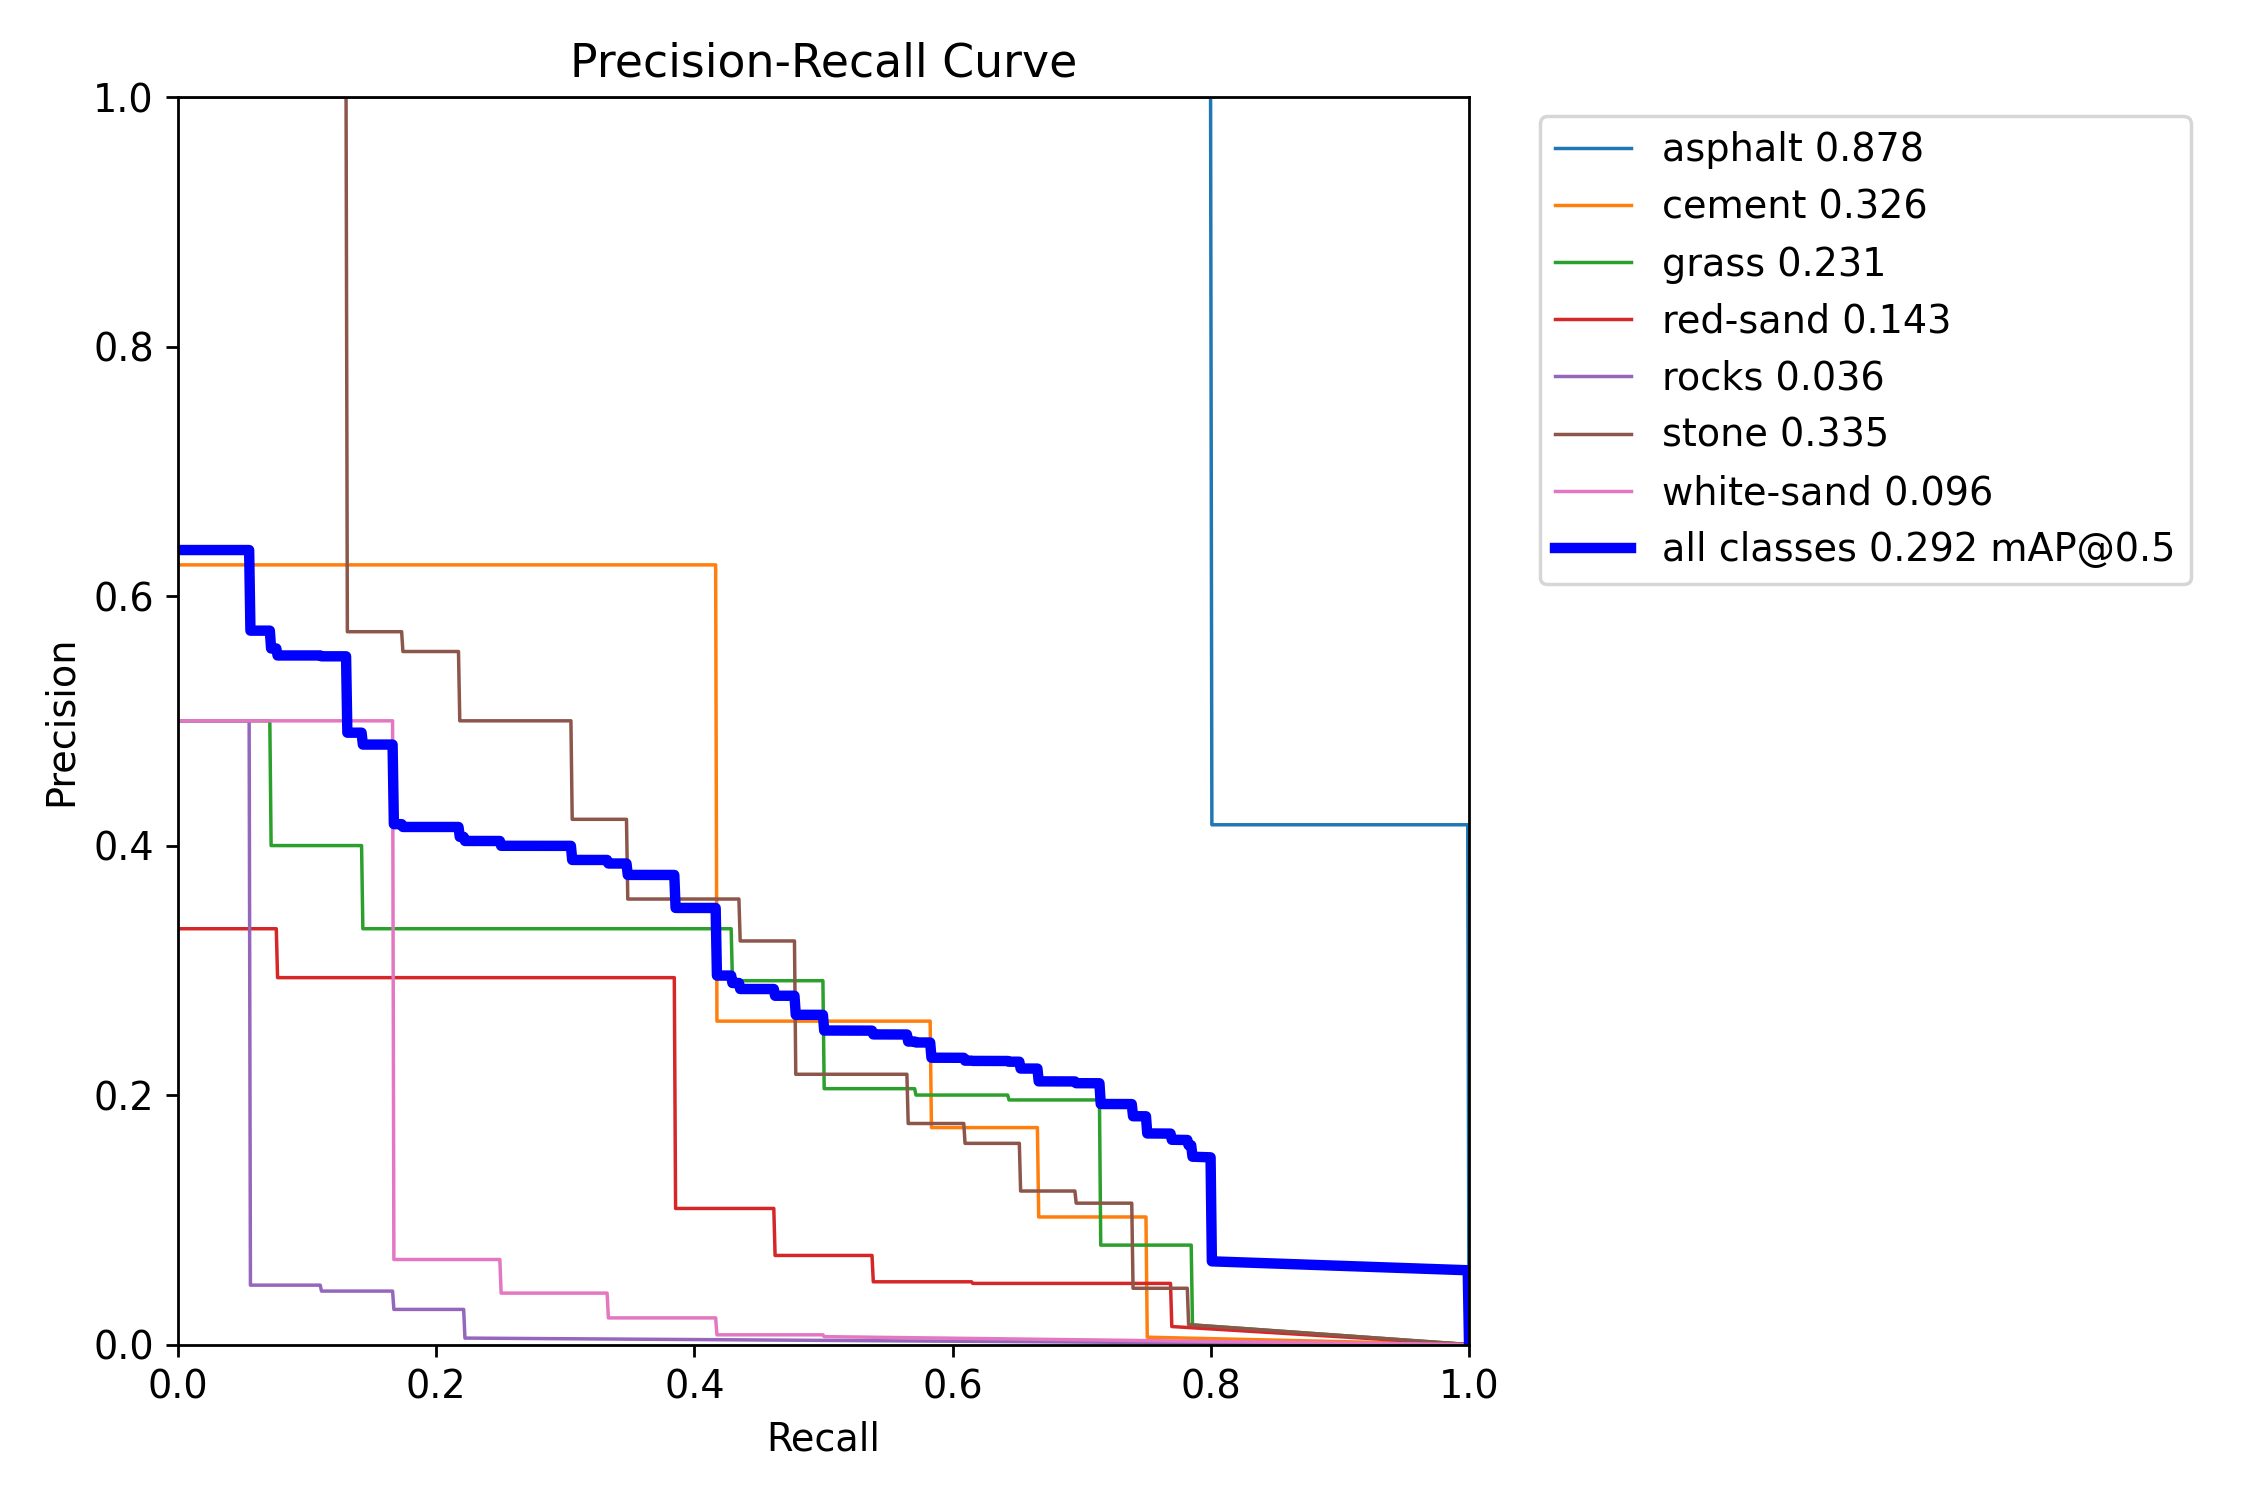 Precision-Recall Curve
1.0
0.8
0.6
0.4
0.2
0.0
Precision
0.0 0.2 0.4 0.6 0.8 1.0
Recall
asphalt 0.878
cement 0.326
grass 0.231
red-sand 0.143
rocks 0.036
stone 0.335
white-sand 0.096
all classes 0.292 mAP@0.5